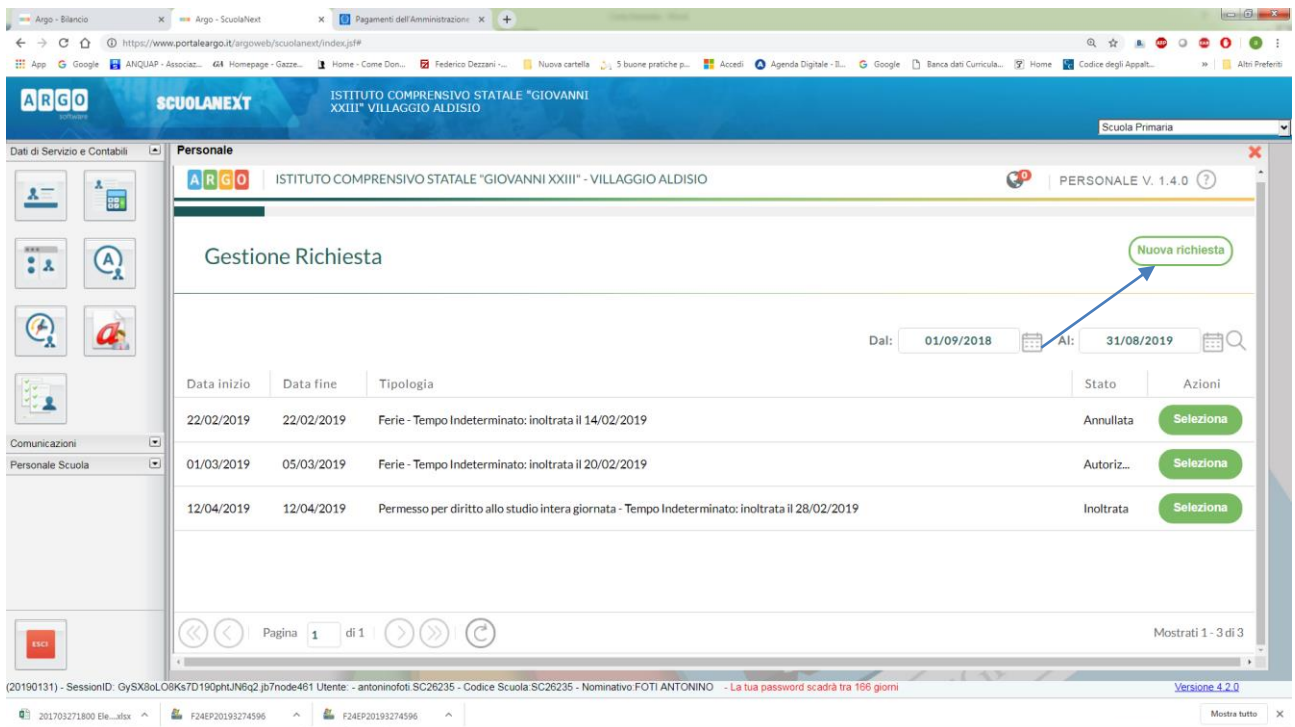 Argo - Bilancio
Argo - ScuolaNext
Pagamenti dell'Amministrazione
https://www.portaleargo.it/argoweb/scuolanext/index.jsf#
App Google ANQUAP - Associaz... Homepage - Gazze... Home - Come Don... Federico Dezzani -... Nuova cartella 5 buone pratiche p... Accedi Agenda Digitale - Il... Google Banca dati Curricula... Home Codice degli Appalt... » Altri Preferiti
ARGO
software
SCUOLANEXT
ISTITUTO COMPRENSIVO STATALE "GIOVANNI
XXIII" VILLAGGIO ALDISIO
Scuola Primaria
Dati di Servizio e Contabili
Personale
ARGO
ISTITUTO COMPRENSIVO STATALE "GIOVANNI XXIII" - VILLAGGIO ALDISIO
0
PERSONALE V. 1.4.0 ?
Gestione Richiesta
Nuova richiesta
Dal: 01/09/2018 Al: 31/08/2019
Data inizio Data fine Tipologia Stato Azioni
22/02/2019 22/02/2019 Ferie - Tempo Indeterminato: inoltrata il 14/02/2019 Annullata Seleziona
01/03/2019 05/03/2019 Ferie - Tempo Indeterminato: inoltrata il 20/02/2019 Autoriz... Seleziona
12/04/2019 12/04/2019 Permesso per diritto allo studio intera giornata - Tempo Indeterminato: inoltrata il 28/02/2019 Inoltrata Seleziona
Comunicazioni
Personale Scuola
ESCI
Pagina 1 di 1
Mostrati 1 - 3 di 3
(20190131) - SessionID: GySX8oLO8Ks7D190phtJN6q2.jb7node461 Utente: - antoninofoti.SC26235 - Codice Scuola:SC26235 - Nominativo:FOTI ANTONINO - La tua password scadrà tra 166 giorni
Versione 4.2.0
201703271800 Ele....xlsx
F24EP20193274596
F24EP20193274596
Mostra tutto